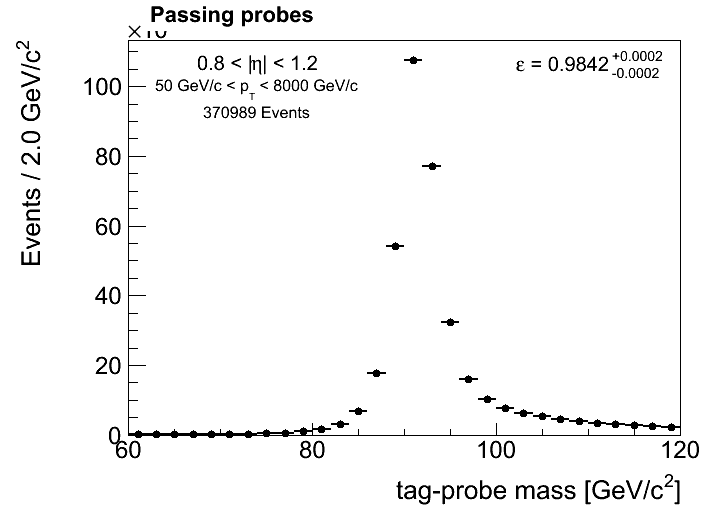 Passing probes
0.8 < |η| < 1.2
50 GeV/c < p_T < 8000 GeV/c
370989 Events
ε = 0.9842 +0.0002 -0.0002
Events / 2.0 GeV/c²
100
80
60
40
20
0
60 80 100 120
tag-probe mass [GeV/c²]